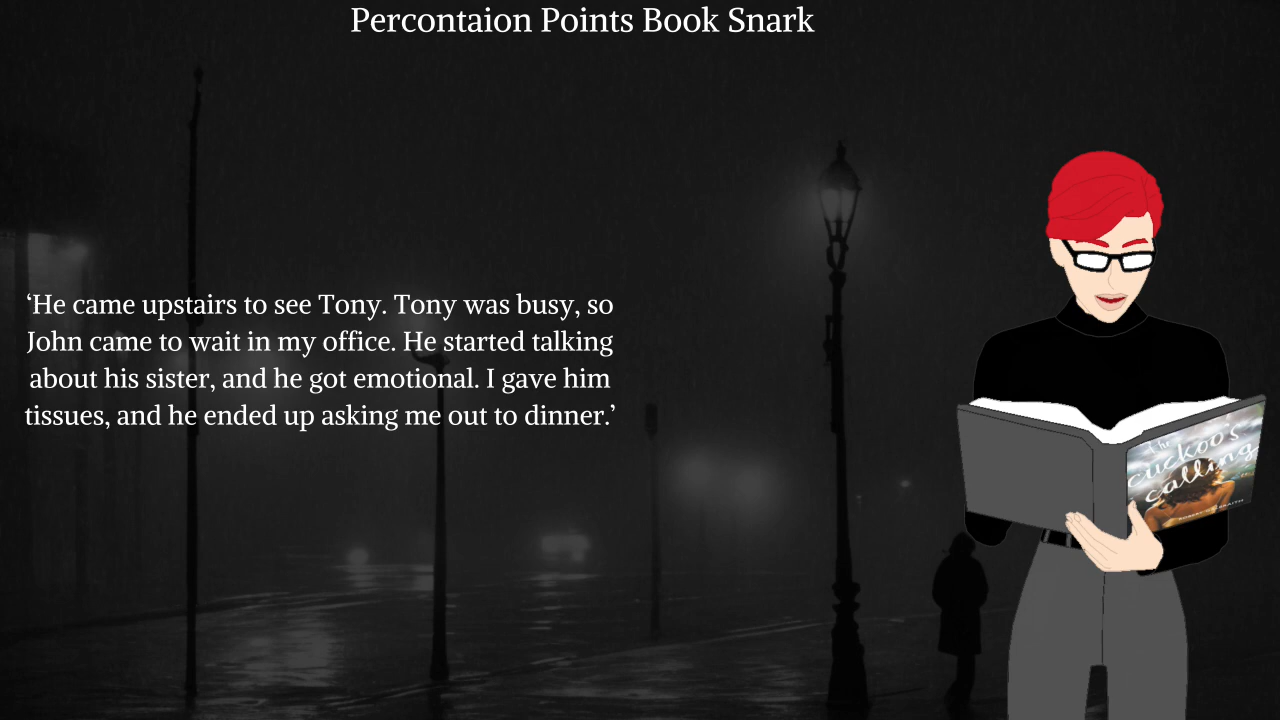 Percontaion Points Book Snark
‘He came upstairs to see Tony. Tony was busy, so
John came to wait in my office. He started talking
about his sister, and he got emotional. I gave him
tissues, and he ended up asking me out to dinner.’
The
cuckoo's
calling